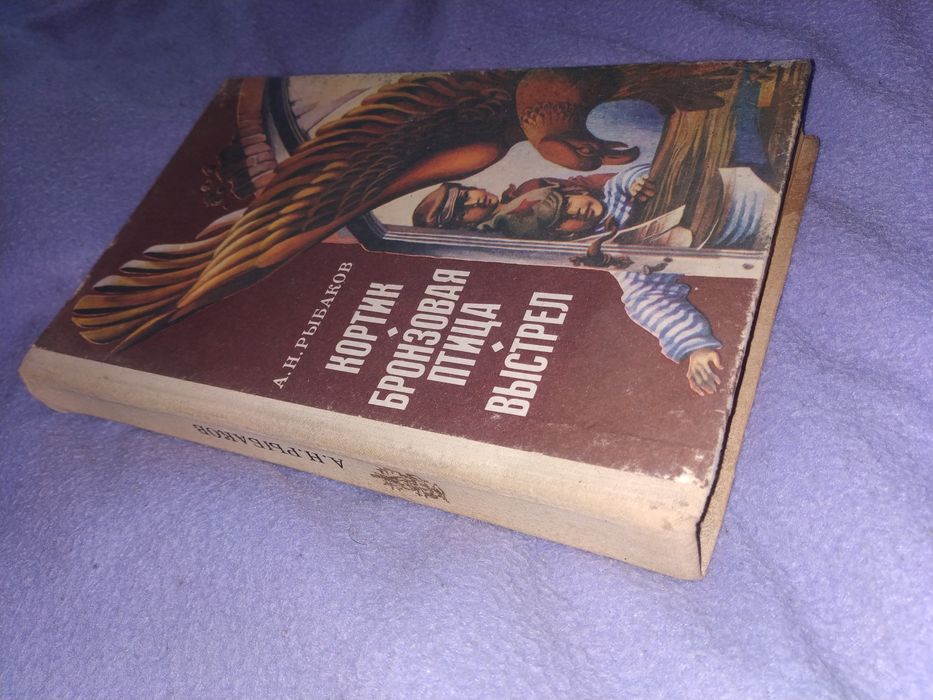 А. Н. РЫБАКОВ
КОРТИК
БРОНЗОВАЯ
ПТИЦА
ВЫСТРЕЛ
А.Н.РЫБАКОВ